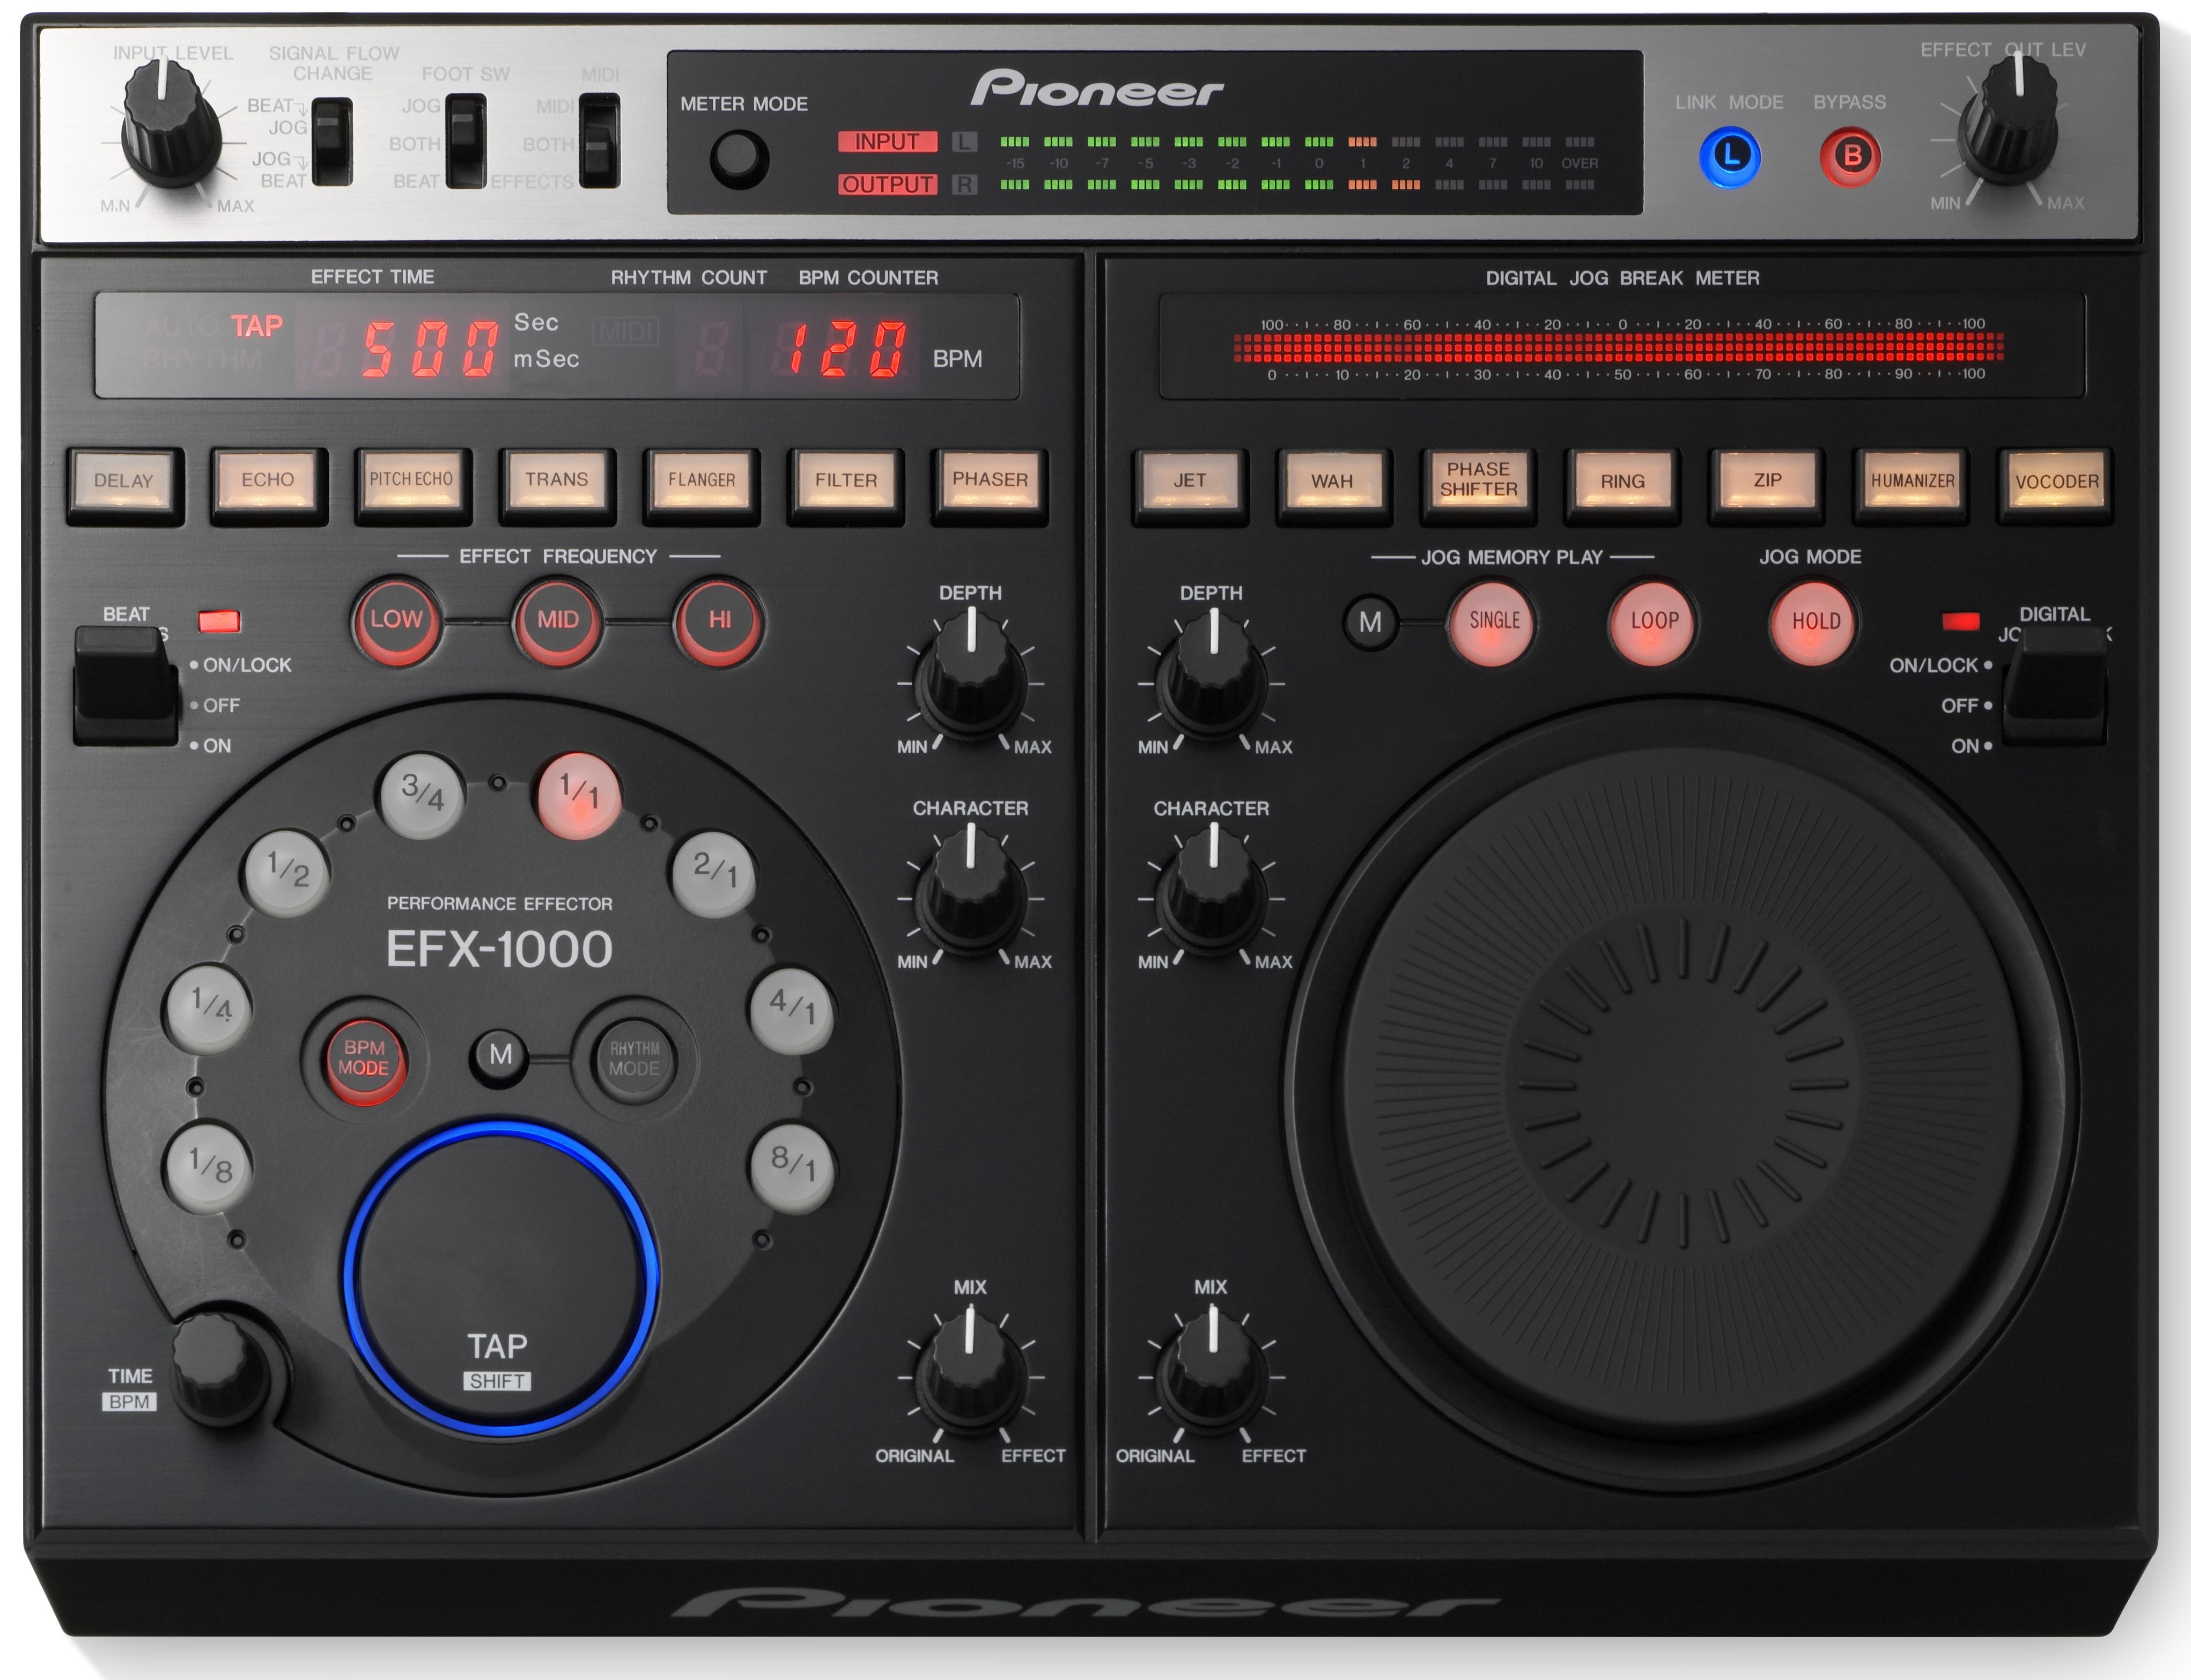 INPUT LEVEL
SIGNAL FLOW
CHANGE
BEAT
JOG
JOG
BEAT
FOOT SW
JOG
BOTH
BEAT
MIDI
MIDI
BOTH
EFFECTS
MIN
MAX
METER MODE
Pioneer
INPUT L
-15 -10 -7 -5 -3 -2 -1 0 1 2 4 7 10 OVER
OUTPUT R
LINK MODE
L
BYPASS
B
EFFECT OUT LEV
MIN
MAX
EFFECT TIME
RHYTHM COUNT
BPM COUNTER
AUTO TAP
RHYTHM
500
Sec
mSec
MIDI
120
BPM
DELAY
ECHO
PITCH ECHO
TRANS
FLANGER
FILTER
PHASER
EFFECT FREQUENCY
LOW
MID
HI
BEAT
ON/LOCK
OFF
ON
DEPTH
MIN
MAX
CHARACTER
MIN
MAX
MIX
ORIGINAL
EFFECT
1/8
1/4
1/2
3/4
1/1
2/1
4/1
8/1
PERFORMANCE EFFECTOR
EFX-1000
BPM
MODE
M
RHYTHM
MODE
TAP
SHIFT
TIME
BPM
DIGITAL JOG BREAK METER
100 80 60 40 20 0 20 40 60 80 100
0 10 20 30 40 50 60 70 80 90 100
JET
WAH
PHASE
SHIFTER
RING
ZIP
HUMANIZER
VOCODER
DEPTH
MIN
MAX
CHARACTER
MIN
MAX
MIX
ORIGINAL
EFFECT
JOG MEMORY PLAY
M
SINGLE
LOOP
JOG MODE
HOLD
DIGITAL
ON/LOCK
OFF
ON
Pioneer